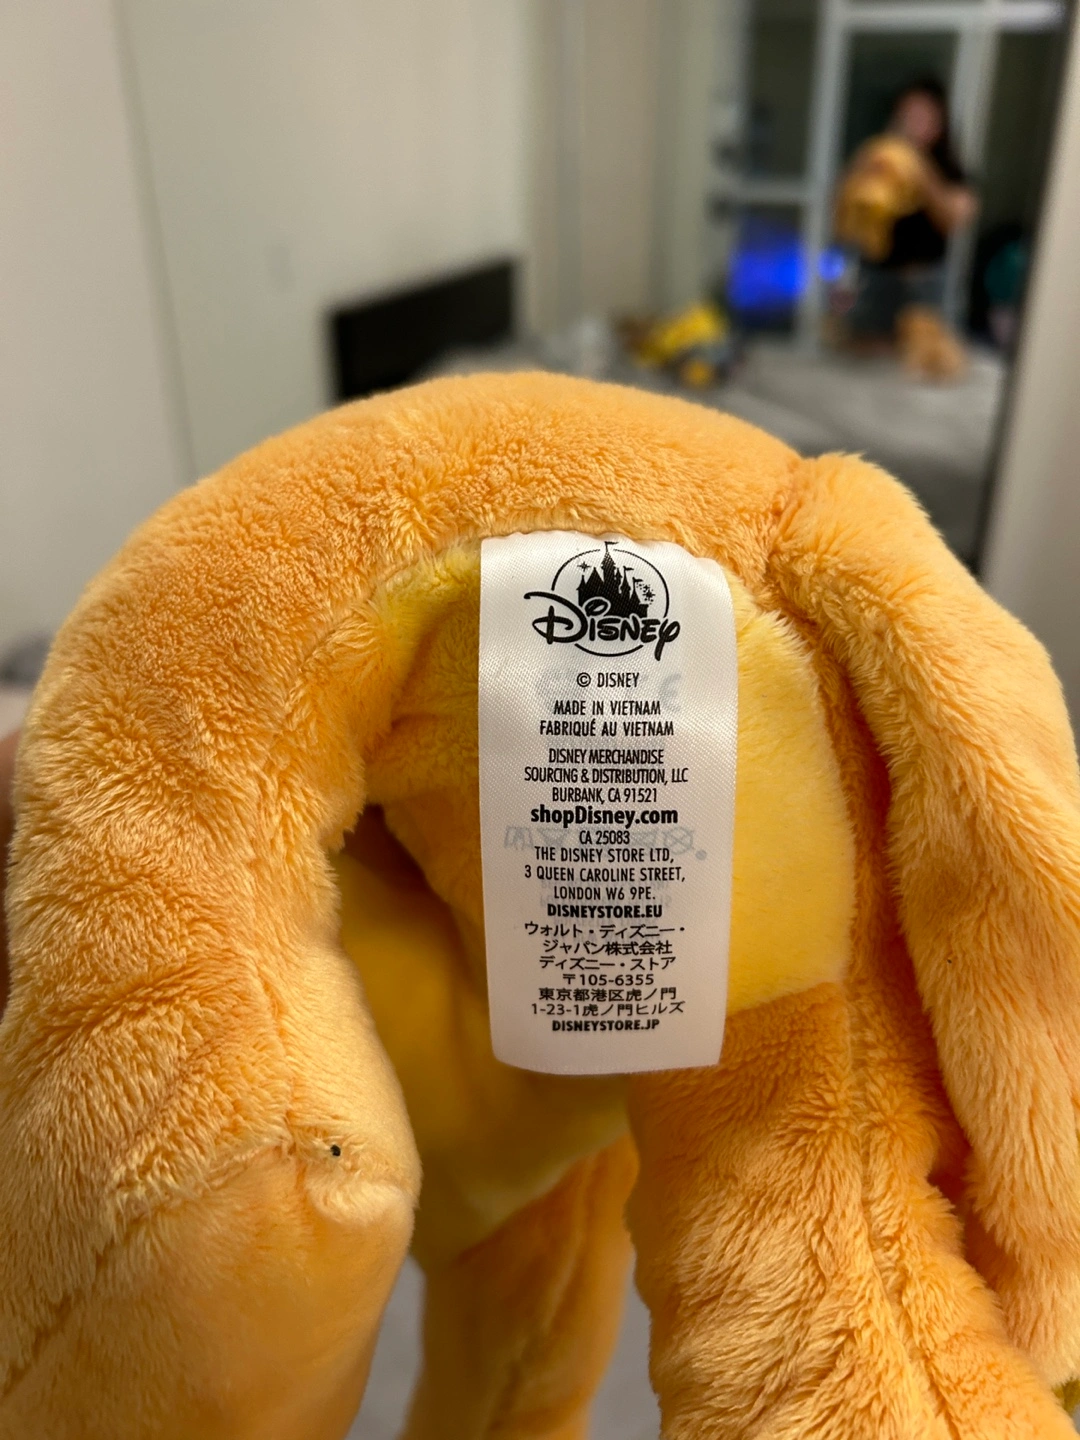 Disney
© DISNEY
MADE IN VIETNAM
FABRIQUÉ AU VIETNAM
DISNEY MERCHANDISE
SOURCING & DISTRIBUTION, LLC
BURBANK, CA 91521
shopDisney.com
CA 25083
THE DISNEY STORE LTD,
3 QUEEN CAROLINE STREET,
LONDON W6 9PE.
DISNEYSTORE.EU
ウォルト・ディズニー・
ジャパン株式会社
ディズニー・ストア
〒105-6355
東京都港区虎ノ門
1-23-1虎ノ門ヒルズ
DISNEYSTORE.JP